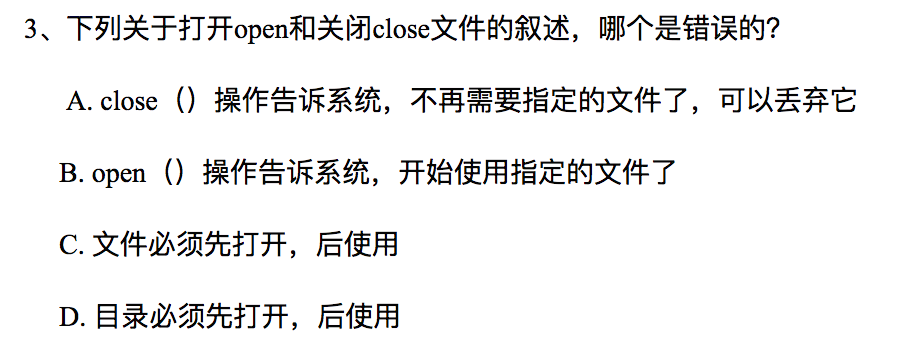 3、下列关于打开open和关闭close文件的叙述，哪个是错误的？
A. close（）操作告诉系统，不再需要指定的文件了，可以丢弃它
B. open（）操作告诉系统，开始使用指定的文件了
C. 文件必须先打开，后使用
D. 目录必须先打开，后使用